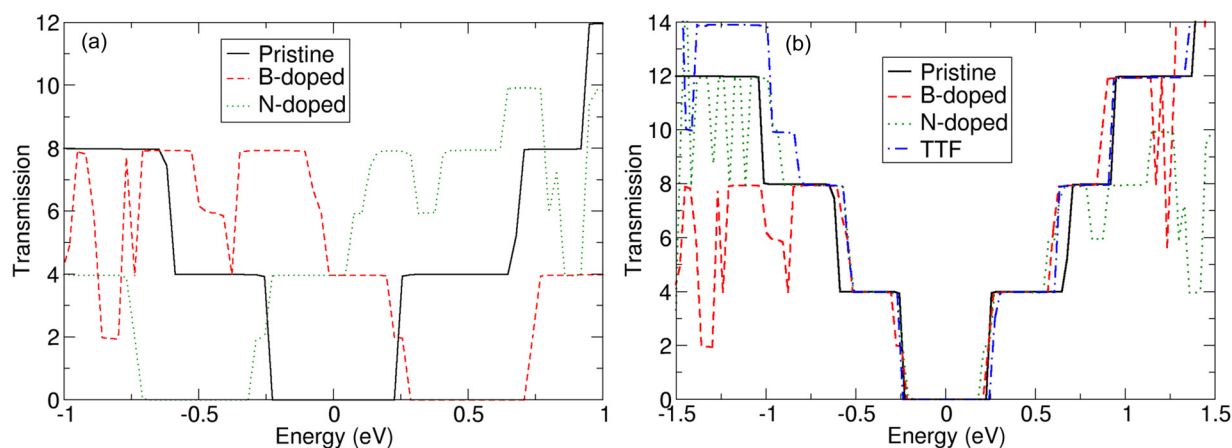 (a)
Pristine
B-doped
N-doped
Transmission
12
10
8
6
4
2
0
-1
-0.5
0
0.5
1
Energy (eV)
(b)
Pristine
B-doped
N-doped
TTF
Transmission
14
12
10
8
6
4
2
0
-1.5
-1
-0.5
0
0.5
1
1.5
Energy (eV)